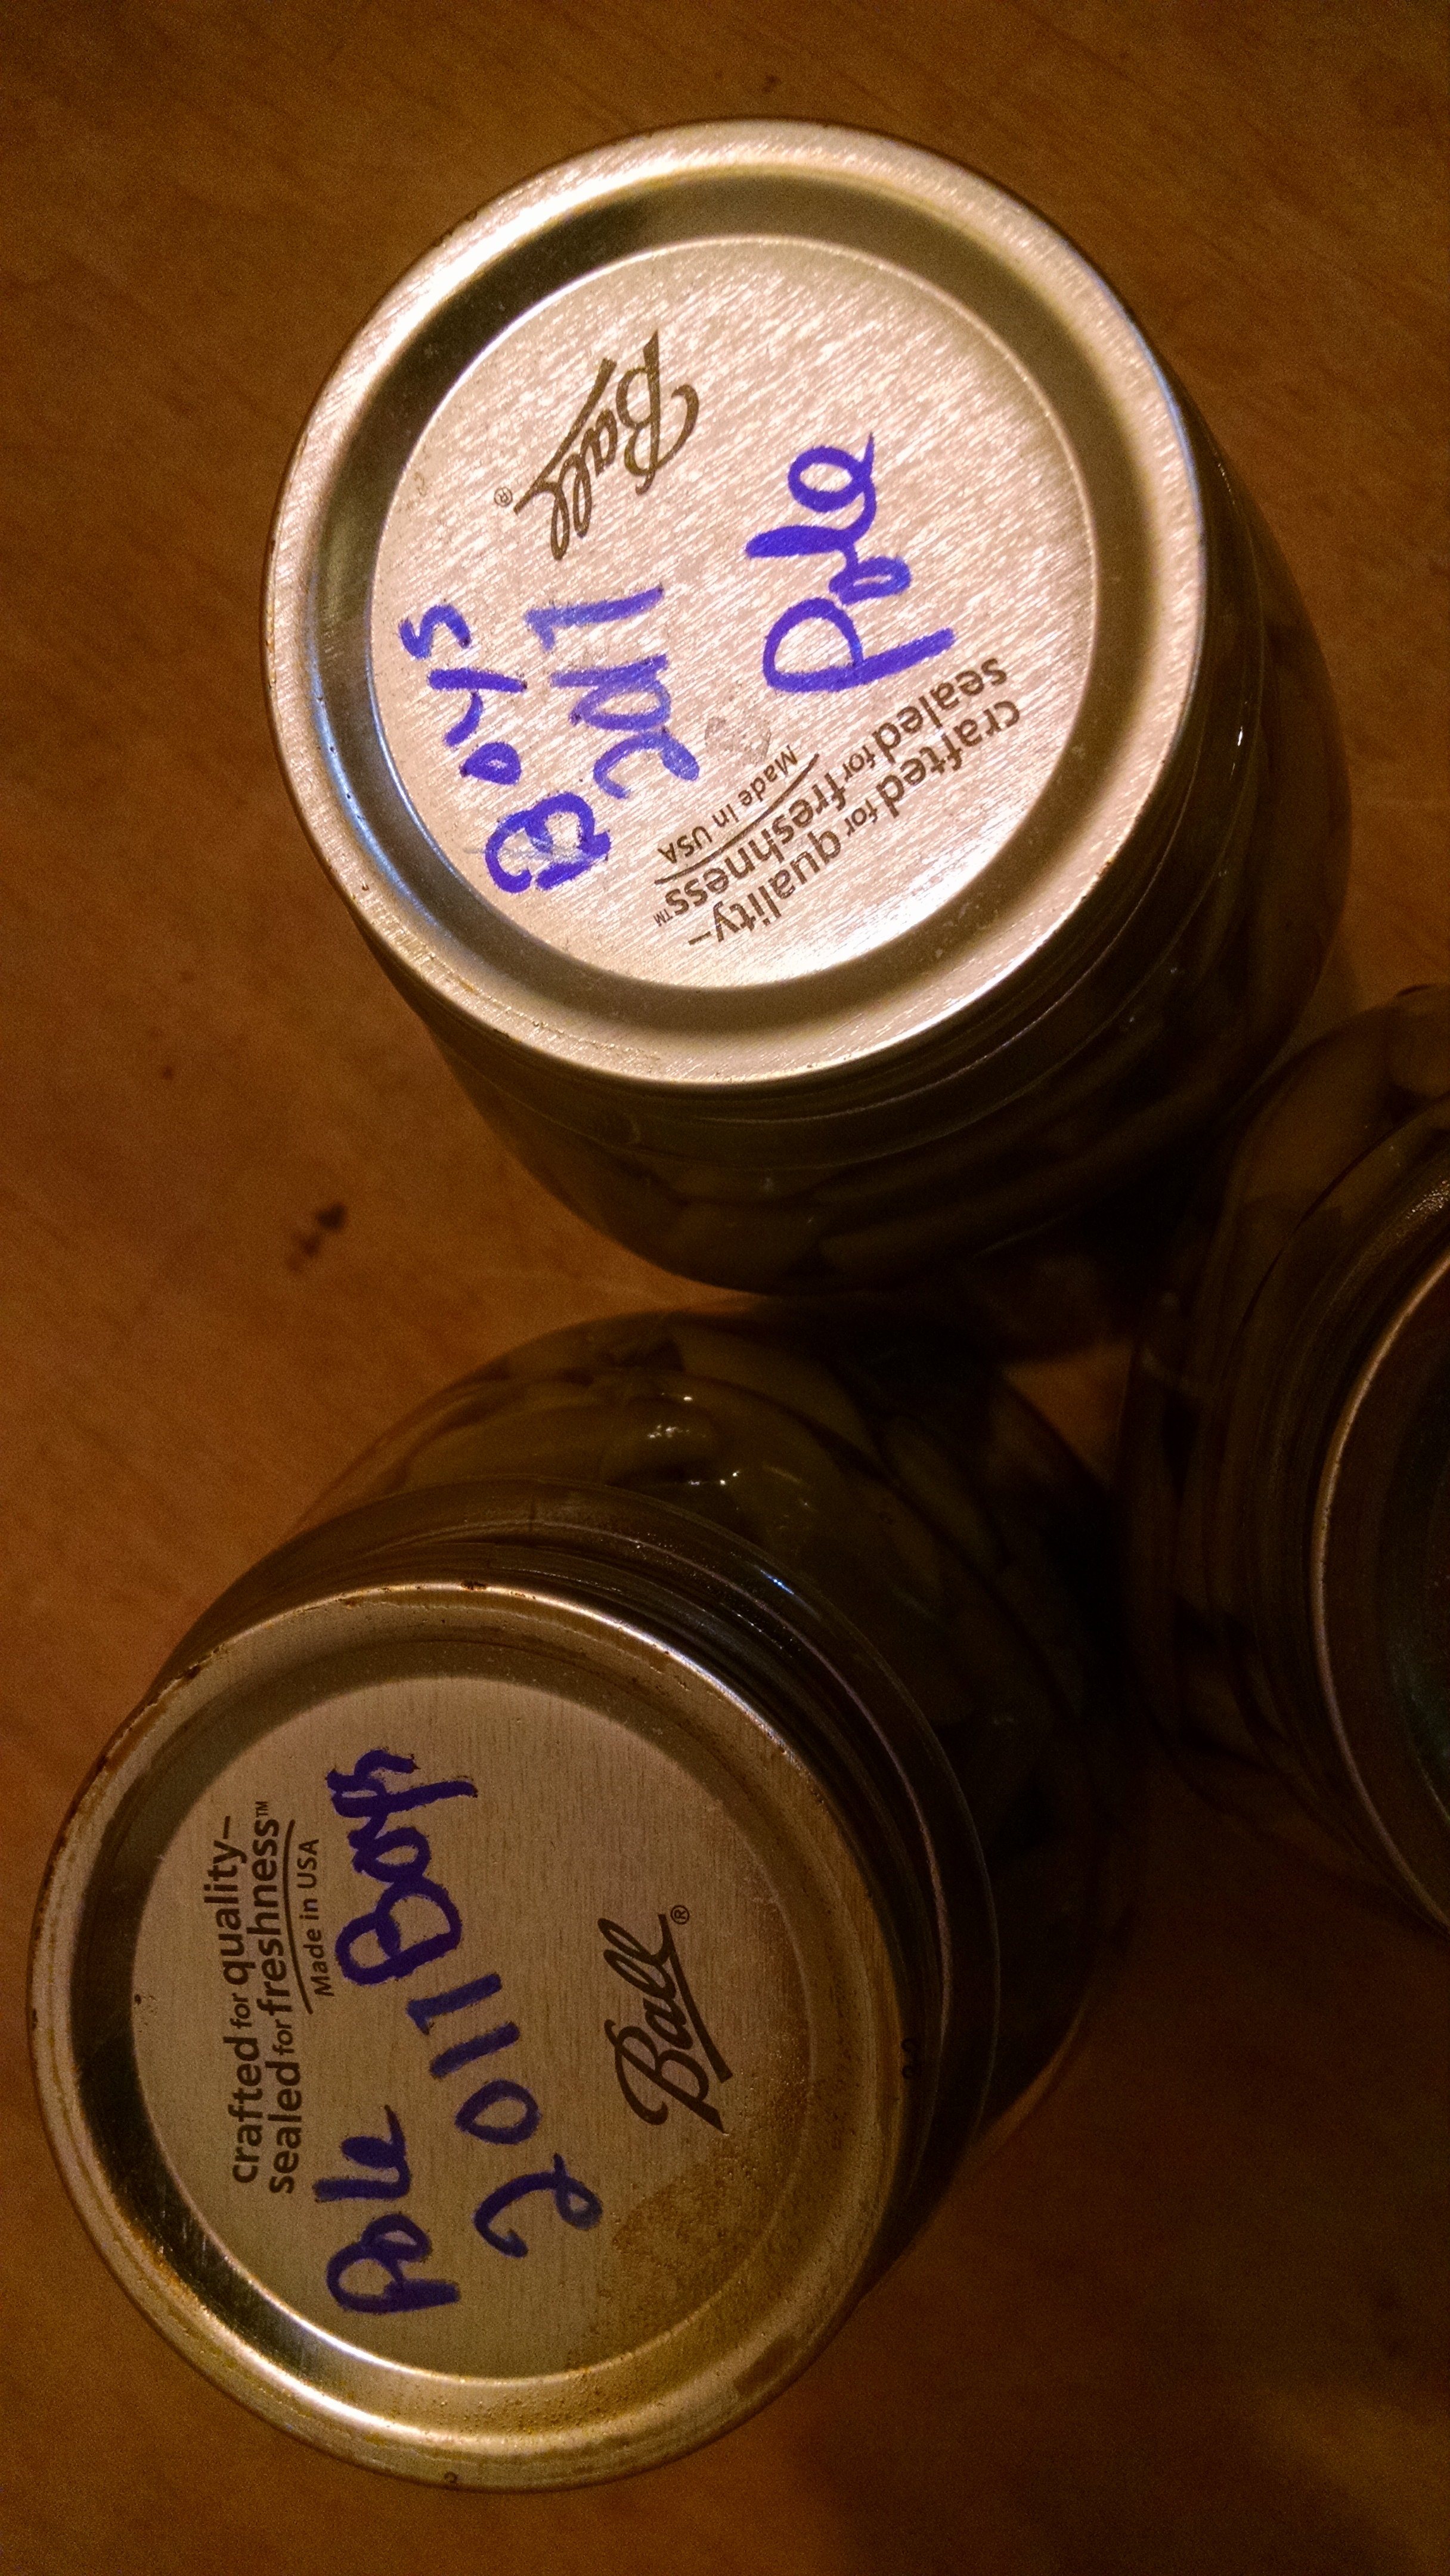 Ball®
Pole
2011
Boys
crafted for quality–
sealed for freshness™
Made in USA
crafted for quality–
sealed for freshness™
Made in USA
Pole Boys
2011
Ball®